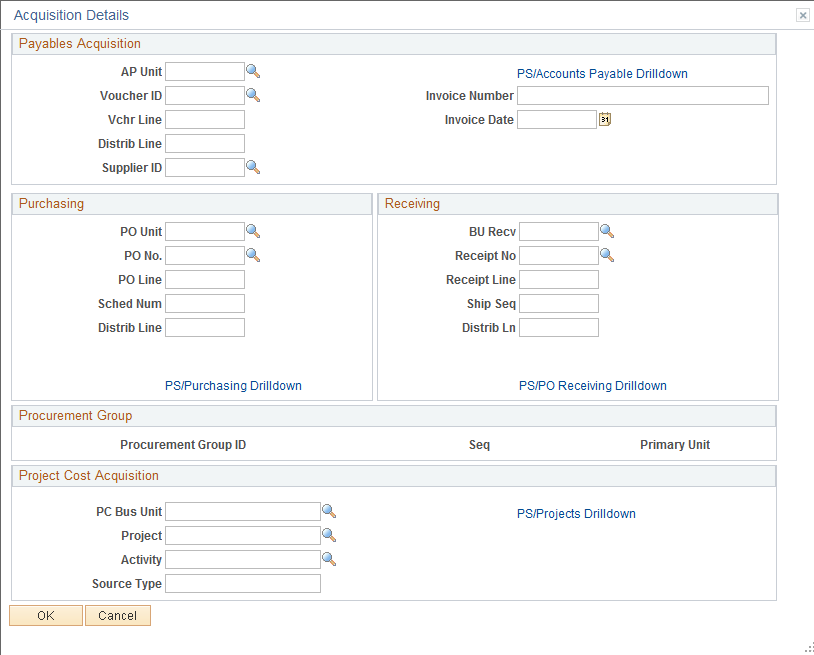 Acquisition Details
Payables Acquisition
AP Unit
PS/Accounts Payable Drilldown
Voucher ID
Invoice Number
Vchr Line
Invoice Date
31
Distrib Line
Supplier ID
Purchasing
PO Unit
PO No.
PO Line
Sched Num
Distrib Line
PS/Purchasing Drilldown
Receiving
BU Recv
Receipt No
Receipt Line
Ship Seq
Distrib Ln
PS/PO Receiving Drilldown
Procurement Group
Procurement Group ID Seq Primary Unit
Project Cost Acquisition
PC Bus Unit
PS/Projects Drilldown
Project
Activity
Source Type
OK Cancel